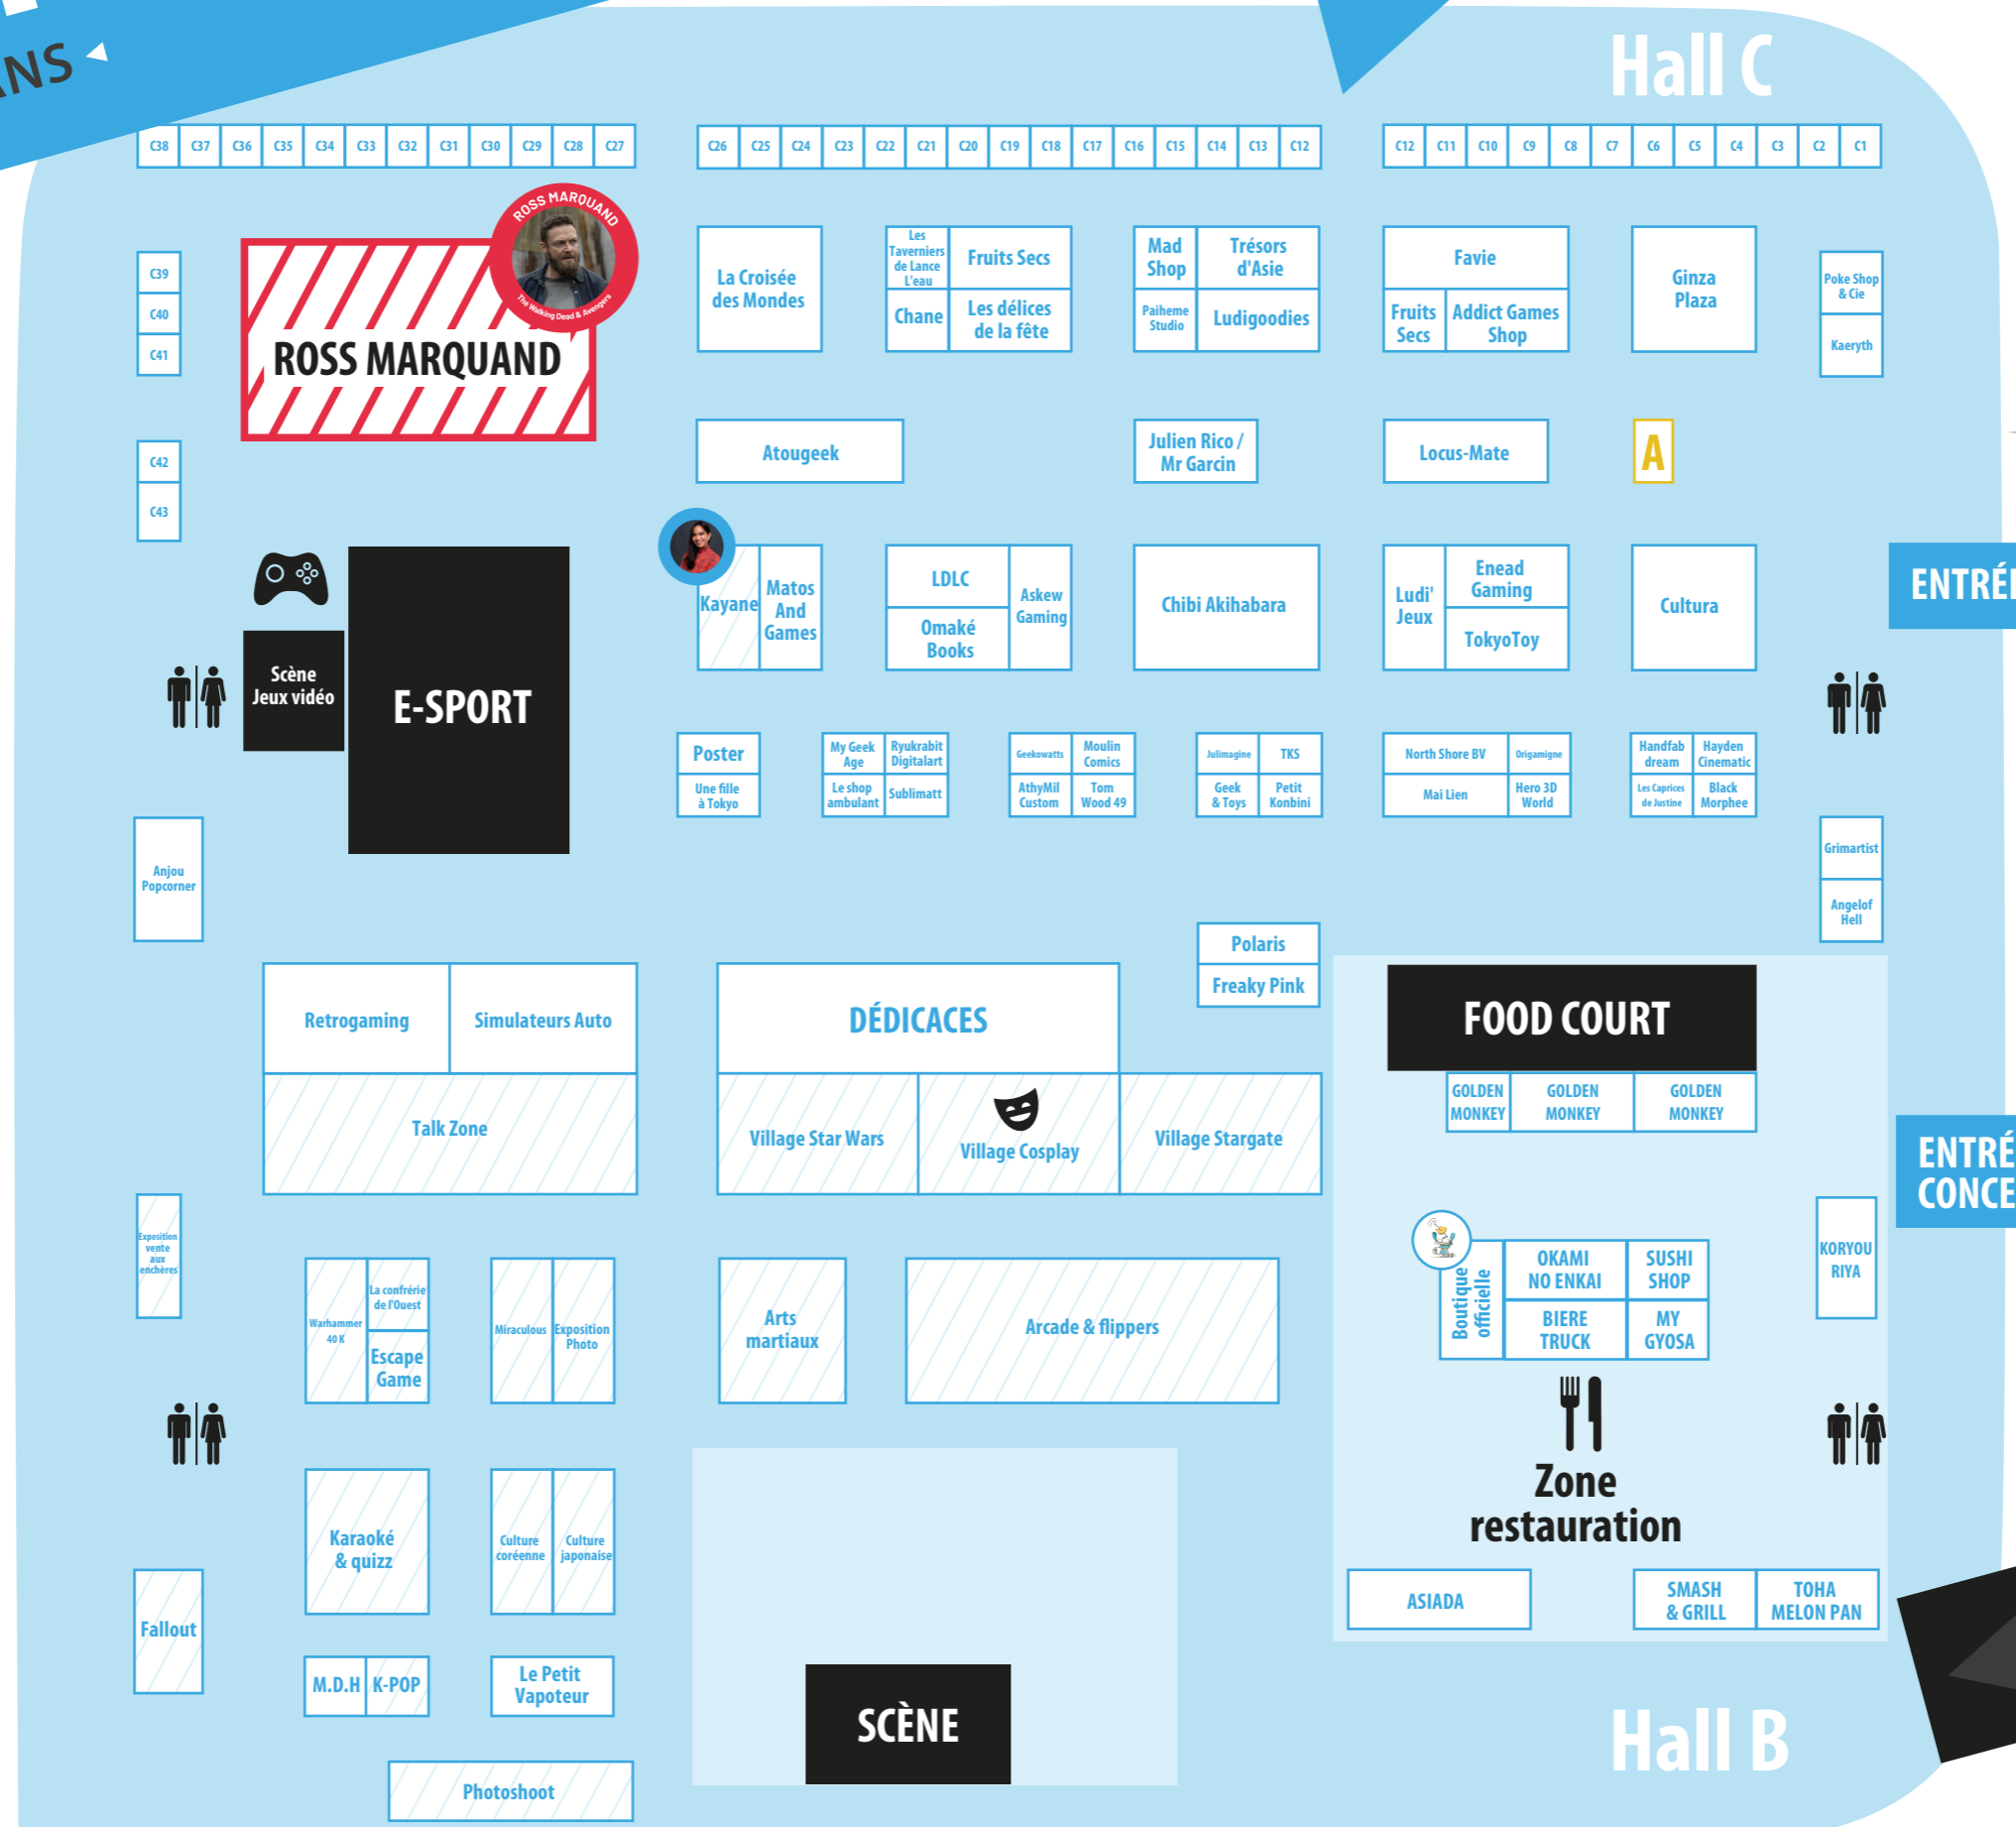 ANS
Hall C
C38 C37 C36 C35 C34 C33 C32 C31 C30 C29 C28 C27
C26 C25 C24 C23 C22 C21 C20 C19 C18 C17 C16 C15 C14 C13 C12
C12 C11 C10 C9 C8 C7 C6 C5 C4 C3 C2 C1
C39
C40
C41
C42
C43
ROSS MARQUAND
The Walking Dead & Avengers
ROSS MARQUAND
La Croisée
des Mondes
Les
Taverniers
de Lance
L'eau
Fruits Secs
Chane
Les délices
de la fête
Mad
Shop
Trésors
d'Asie
Paiheme
Studio
Ludigoodies
Favie
Fruits
Secs
Addict Games
Shop
Ginza
Plaza
Poke Shop
& Cie
Kaeryth
Atougeek
Julien Rico /
Mr Garcin
Locus-Mate
A
Kayane
Matos
And
Games
LDLC
Omaké
Books
Askew
Gaming
Chibi Akihabara
Ludi'
Jeux
Enead
Gaming
TokyoToy
Cultura
ENTRÉE
Scène
Jeux vidéo
E-SPORT
Poster
Une fille
à Tokyo
My Geek
Age
Ryukrabit
Digitalart
Le shop
ambulant
Sublimatt
Geekowatts
Moulin
Comics
AthyMil
Custom
Tom
Wood 49
Julimagine
TKS
Geek
& Toys
Petit
Konbini
North Shore BV
Origamigne
Mai Lien
Hero 3D
World
Handfab
dream
Hayden
Cinematic
Les Caprices
de Justine
Black
Morphee
Anjou
Popcorner
Grimartist
Angelof
Hell
Polaris
Freaky Pink
Retrogaming
Simulateurs Auto
Talk Zone
DÉDICACES
Village Star Wars
Village Cosplay
Village Stargate
FOOD COURT
GOLDEN
MONKEY
GOLDEN
MONKEY
GOLDEN
MONKEY
ENTRÉ
CONCE
Exposition
vente
aux
enchères
Warhammer
40 K
La confrérie
de l'Ouest
Escape
Game
Miraculous
Exposition
Photo
Arts
martiaux
Arcade & flippers
Boutique
officielle
OKAMI
NO ENKAI
SUSHI
SHOP
BIERE
TRUCK
MY
GYOSA
KORYOU
RIYA
Zone
restauration
Karaoké
& quizz
Culture
coréenne
Culture
japonaise
Fallout
M.D.H
K-POP
Le Petit
Vapoteur
ASIADA
SMASH
& GRILL
TOHA
MELON PAN
SCÈNE
Hall B
Photoshoot